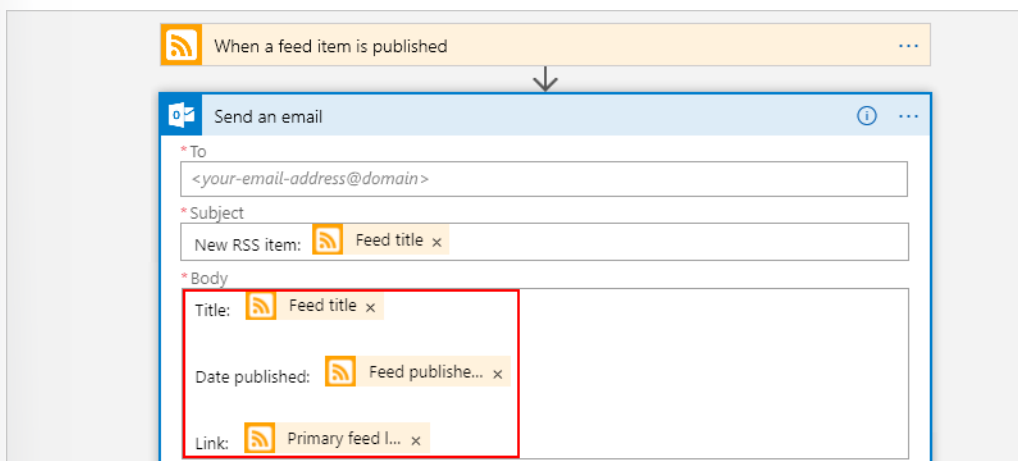 When a feed item is published ...
Send an email ...
* To
<your-email-address@domain>
* Subject
New RSS item: Feed title ×
* Body
Title: Feed title ×
Date published: Feed publishe... ×
Link: Primary feed l... ×